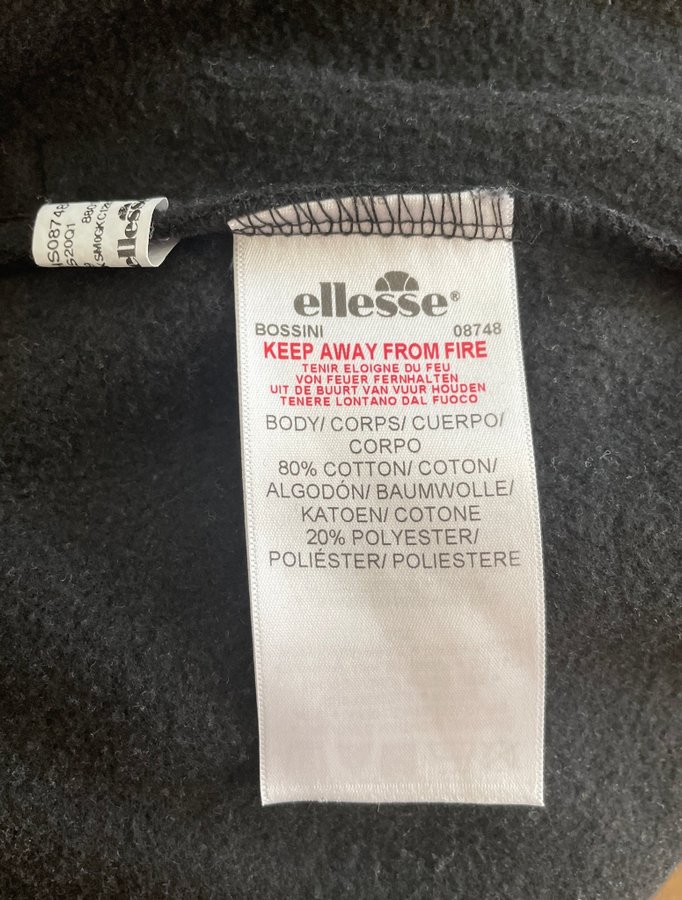 ellesse®
BOSSINI 08748
KEEP AWAY FROM FIRE
TENIR ELOIGNE DU FEU
VON FEUER FERNHALTEN
UIT DE BUURT VAN VUUR HOUDEN
TENERE LONTANO DAL FUOCO
BODY/ CORPS/ CUERPO/
CORPO
80% COTTON/ COTON/
ALGODÓN/ BAUMWOLLE/
KATOEN/ COTONE
20% POLYESTER/
POLIÉSTER/ POLIESTERE
S20Q1
ellesse